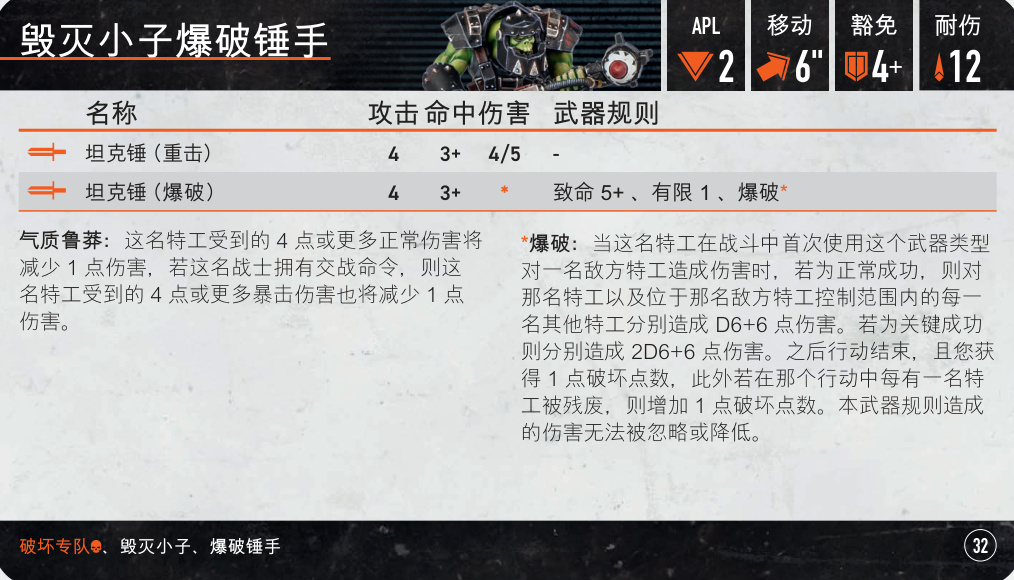 毁灭小子爆破锤手
APL 移动 豁免 耐伤
2 6" 4+ 12
名称 攻击 命中 伤害 武器规则
坦克锤（重击） 4 3+ 4/5 -
坦克锤（爆破） 4 3+ * 致命 5+ 、有限 1 、爆破*
气质鲁莽：这名特工受到的 4 点或更多正常伤害将
减少 1 点伤害，若这名战士拥有交战命令，则这
名特工受到的 4 点或更多暴击伤害也将减少 1 点
伤害。
*爆破：当这名特工在战斗中首次使用这个武器类型
对一名敌方特工造成伤害时，若为正常成功，则对
那名特工以及位于那名敌方特工控制范围内的每一
名其他特工分别造成 D6+6 点伤害。若为关键成功
则分别造成 2D6+6 点伤害。之后行动结束，且您获
得 1 点破坏点数，此外若在那个行动中每有一名特
工被残废，则增加 1 点破坏点数。本武器规则造成
的伤害无法被忽略或降低。
破坏专队、毁灭小子、爆破锤手
32